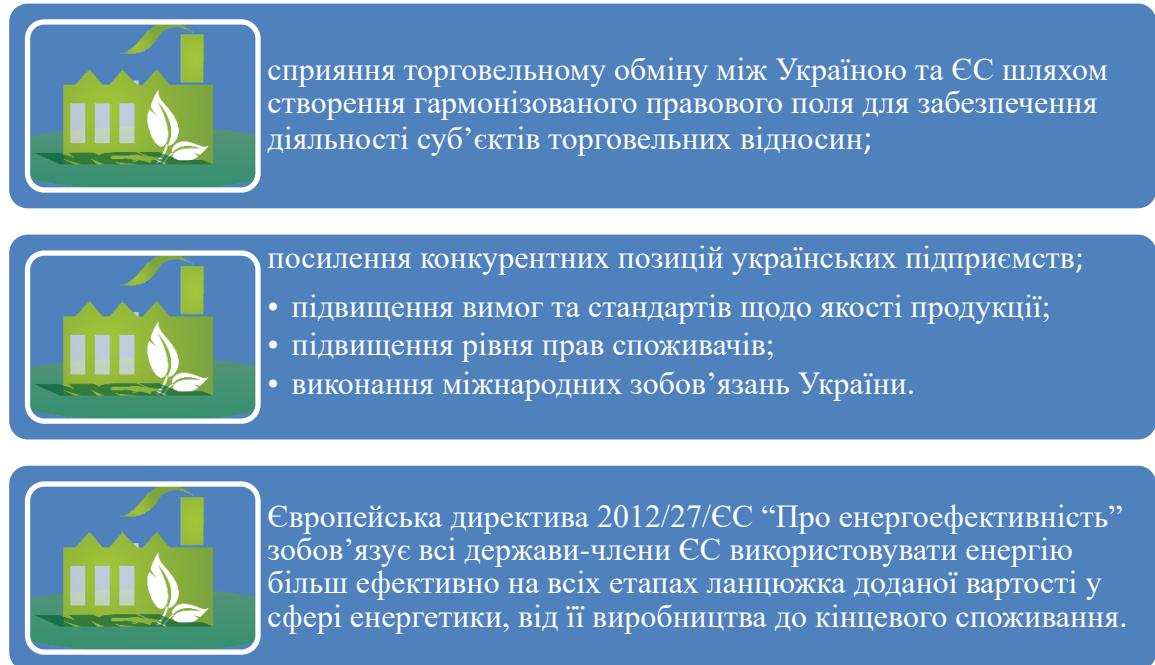 сприяння торговельному обміну між Україною та ЄС шляхом
створення гармонізованого правового поля для забезпечення
діяльності суб’єктів торговельних відносин;
посилення конкурентних позицій українських підприємств;
• підвищення вимог та стандартів щодо якості продукції;
• підвищення рівня прав споживачів;
• виконання міжнародних зобов’язань України.
Європейська директива 2012/27/ЄС “Про енергоефективність”
зобов’язує всі держави-члени ЄС використовувати енергію
більш ефективно на всіх етапах ланцюжка доданої вартості у
сфері енергетики, від її виробництва до кінцевого споживання.